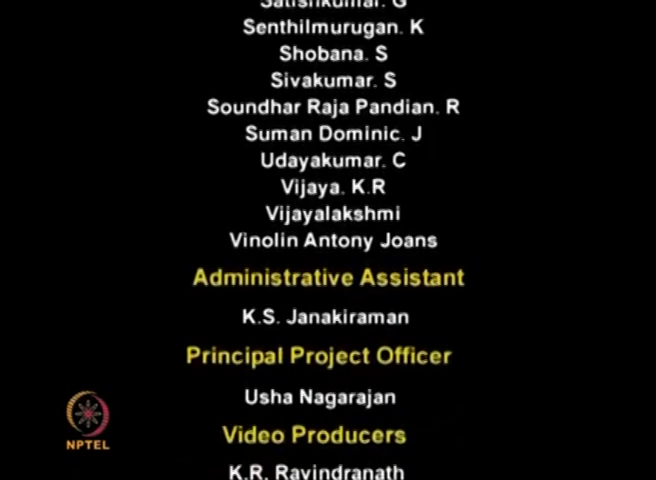 Satishkumar. G
Senthilmurugan. K
Shobana. S
Sivakumar. S
Soundhar Raja Pandian. R
Suman Dominic. J
Udayakumar. C
Vijaya. K.R
Vijayalakshmi
Vinolin Antony Joans
Administrative Assistant
K.S. Janakiraman
Principal Project Officer
Usha Nagarajan
NPTEL
Video Producers
K.R. Ravindranath